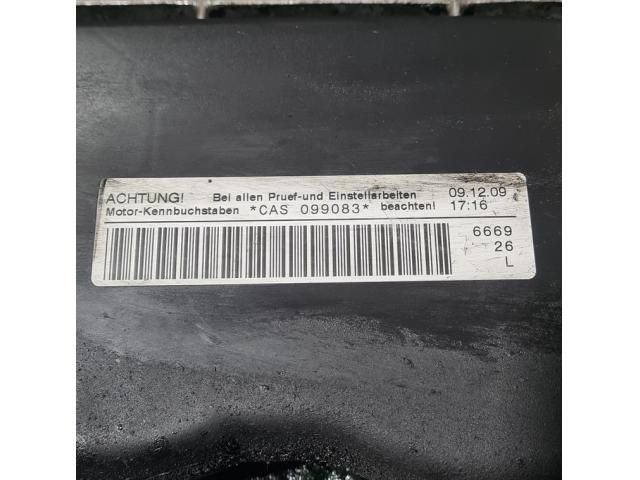 ACHTUNG! Bei allen Pruef-und Einstellarbeiten 09.12.09
Motor-Kennbuchstaben *CAS 099083* beachten! 17:16
6669
26
L